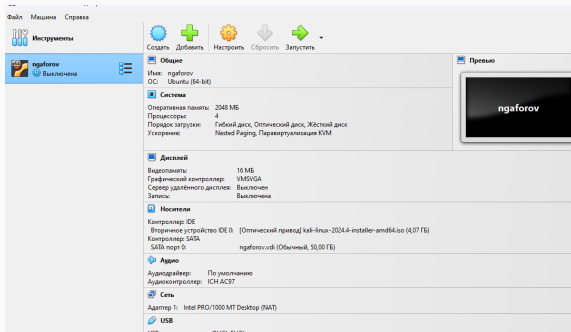 Файл Машина Справка
Инструменты
Создать Добавить Настроить Сбросить Запустить
ngaforov
Выключена
Общие
Имя: ngaforov
ОС: Ubuntu (64-bit)
Система
Оперативная память: 2048 МБ
Процессоры: 4
Порядок загрузки: Гибкий диск, Оптический диск, Жёсткий диск
Ускорение: Nested Paging, Паравиртуализация KVM
Превью
ngaforov
Дисплей
Видеопамять: 16 МБ
Графический контроллер: VMSVGA
Сервер удалённого дисплея: Выключен
Запись: Выключена
Носители
Контроллер: IDE
Вторичное устройство IDE 0: [Оптический привод] kali-linux-2024.4-installer-amd64.iso (4,07 ГБ)
Контроллер: SATA
SATA порт 0: ngaforov.vdi (Обычный, 50,00 ГБ)
Аудио
Аудиодрайвер: По умолчанию
Аудиоконтроллер: ICH AC97
Сеть
Адаптер 1: Intel PRO/1000 MT Desktop (NAT)
USB